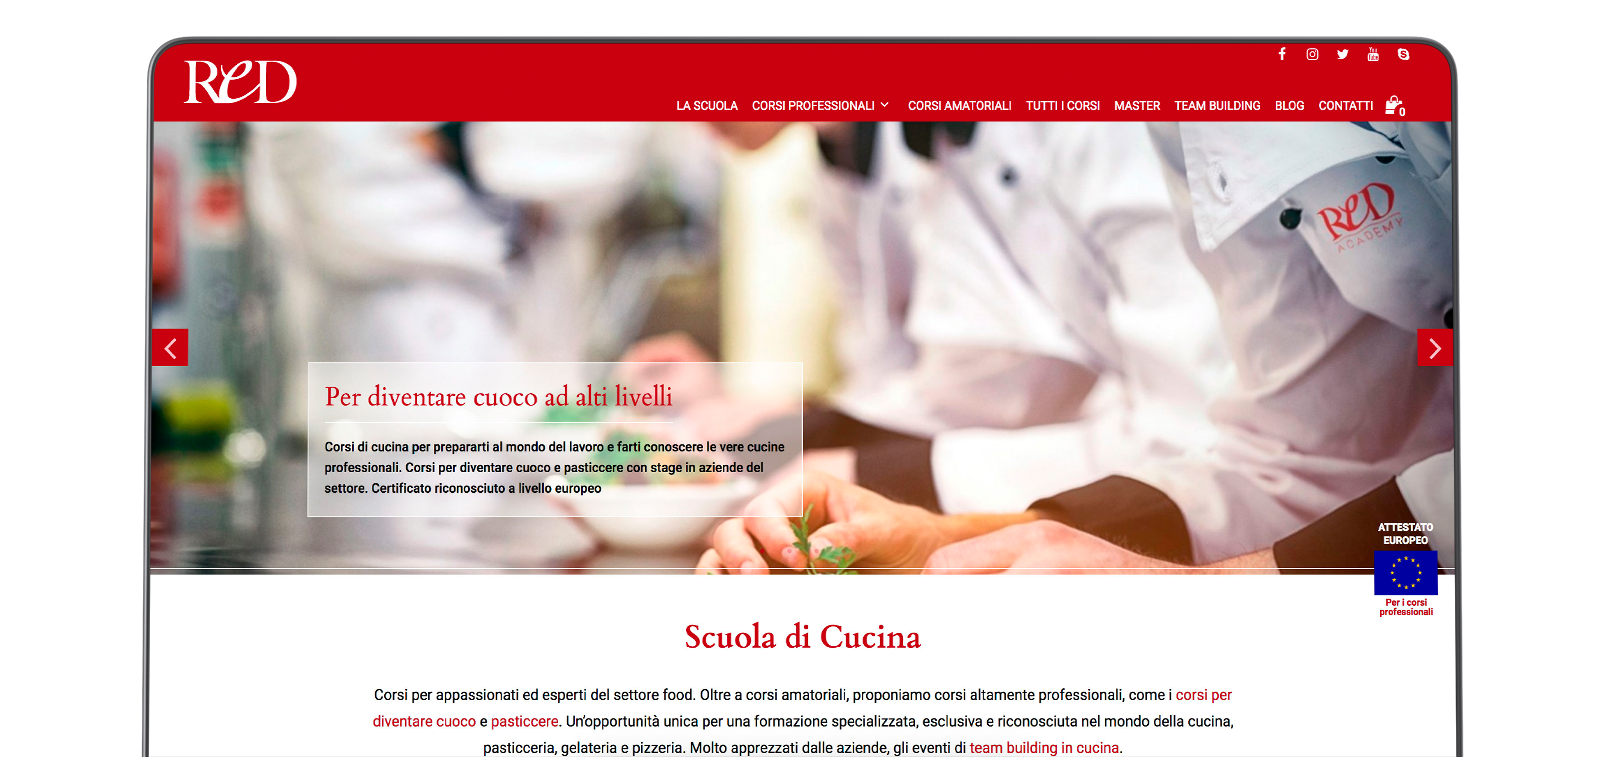 ReD
LA SCUOLA CORSI PROFESSIONALI CORSI AMATORIALI TUTTI I CORSI MASTER TEAM BUILDING BLOG CONTATTI 0
ReD
ACADEMY
Per diventare cuoco ad alti livelli
Corsi di cucina per prepararti al mondo del lavoro e farti conoscere le vere cucine
professionali. Corsi per diventare cuoco e pasticcere con stage in aziende del
settore. Certificato riconosciuto a livello europeo
ATTESTATO
EUROPEO
Per i corsi
professionali
Scuola di Cucina
Corsi per appassionati ed esperti del settore food. Oltre a corsi amatoriali, proponiamo corsi altamente professionali, come i corsi per
diventare cuoco e pasticcere. Un'opportunità unica per una formazione specializzata, esclusiva e riconosciuta nel mondo della cucina,
pasticceria, gelateria e pizzeria. Molto apprezzati dalle aziende, gli eventi di team building in cucina.